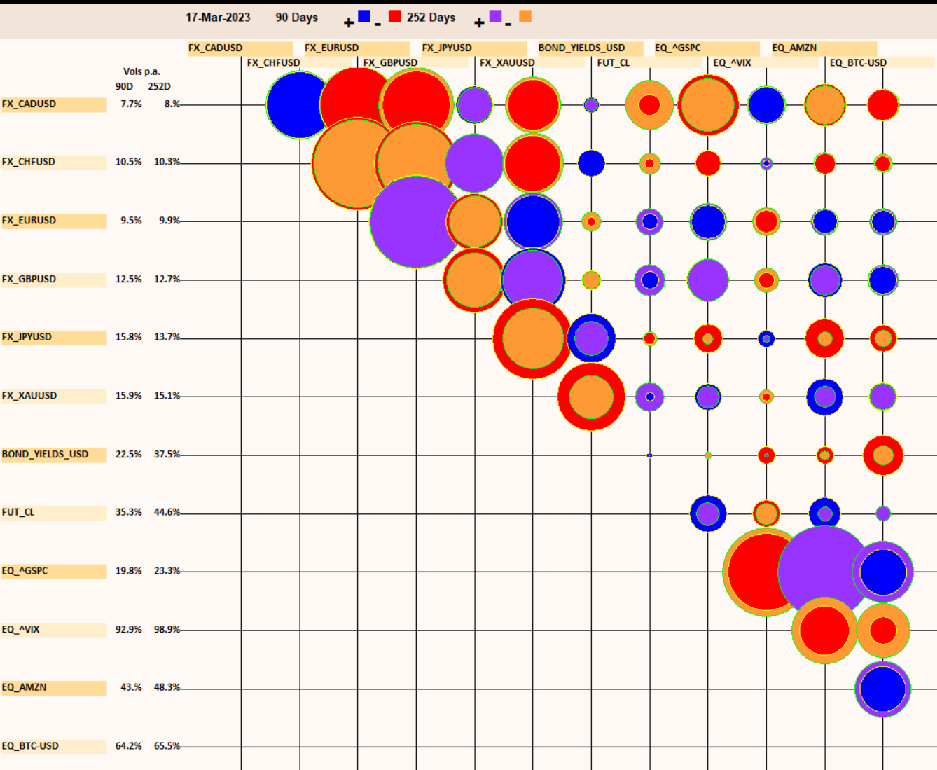 17-Mar-2023 90 Days + - 252 Days + -
FX_CADUSD FX_EURUSD FX_JPYUSD BOND_YIELDS_USD EQ_^GSPC EQ_AMZN
FX_CHFUSD FX_GBPUSD FX_XAUUSD FUT_CL EQ_^VIX EQ_BTC-USD
Vols p.a.
90D 252D
FX_CADUSD 7.7% 8.%
FX_CHFUSD 10.5% 10.3%
FX_EURUSD 9.5% 9.9%
FX_GBPUSD 12.5% 12.7%
FX_JPYUSD 15.8% 13.7%
FX_XAUUSD 15.9% 15.1%
BOND_YIELDS_USD 22.5% 37.5%
FUT_CL 35.3% 44.6%
EQ_^GSPC 19.8% 23.3%
EQ_^VIX 92.9% 98.9%
EQ_AMZN 43.% 48.3%
EQ_BTC-USD 64.2% 65.5%